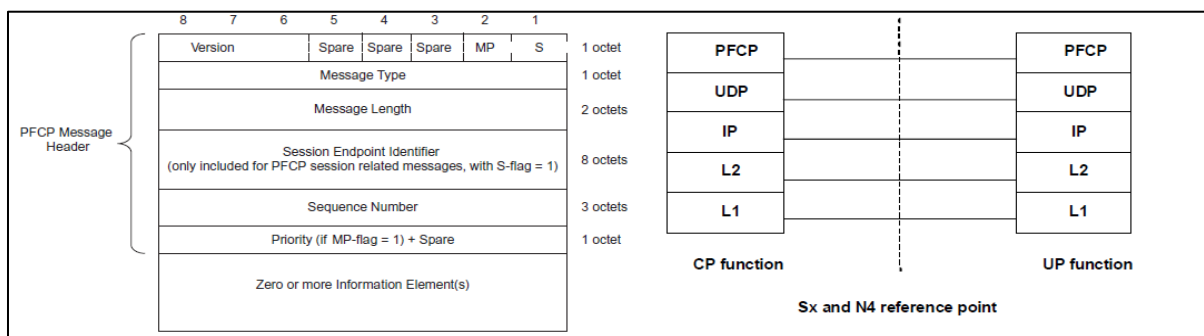 8 7 6 5 4 3 2 1
Version Spare Spare Spare MP S 1 octet
Message Type 1 octet
Message Length 2 octets
PFCP Message
Header
Session Endpoint Identifier
(only included for PFCP session related messages, with S-flag = 1)
8 octets
Sequence Number 3 octets
Priority (if MP-flag = 1) + Spare 1 octet
Zero or more Information Element(s)
PFCP PFCP
UDP UDP
IP IP
L2 L2
L1 L1
CP function UP function
Sx and N4 reference point